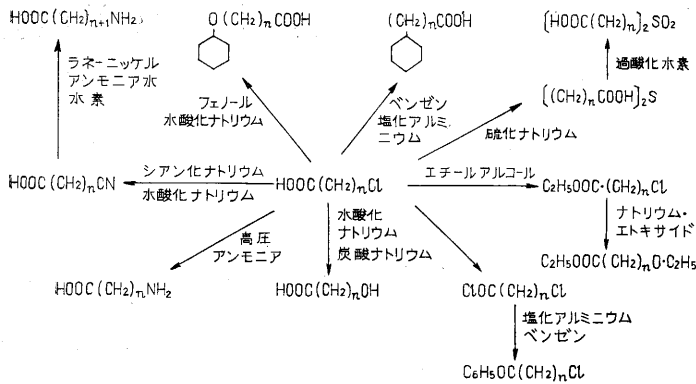 HOOC(CH2)n+1NH2
O(CH2)nCOOH
(CH2)nCOOH
[HOOC(CH2)n]2SO2
ラネーニッケル
アンモニア水
水素
フェノール
水酸化ナトリウム
ベンゼン
塩化アルミ
ニウム
過酸化水素
[(CH2)nCOOH]2S
硫化ナトリウム
HOOC(CH2)nCN
シアン化ナトリウム
水酸化ナトリウム
HOOC(CH2)nCl
エチールアルコール
C2H5OOC・(CH2)nCl
高圧
アンモニア
水酸化
ナトリウム
炭酸ナトリウム
ナトリウム・
エトキサイド
C2H5OOC(CH2)nO・C2H5
HOOC(CH2)nNH2
HOOC(CH2)nOH
ClOC(CH2)nCl
塩化アルミニウム
ベンゼン
C6H5OC(CH2)nCl